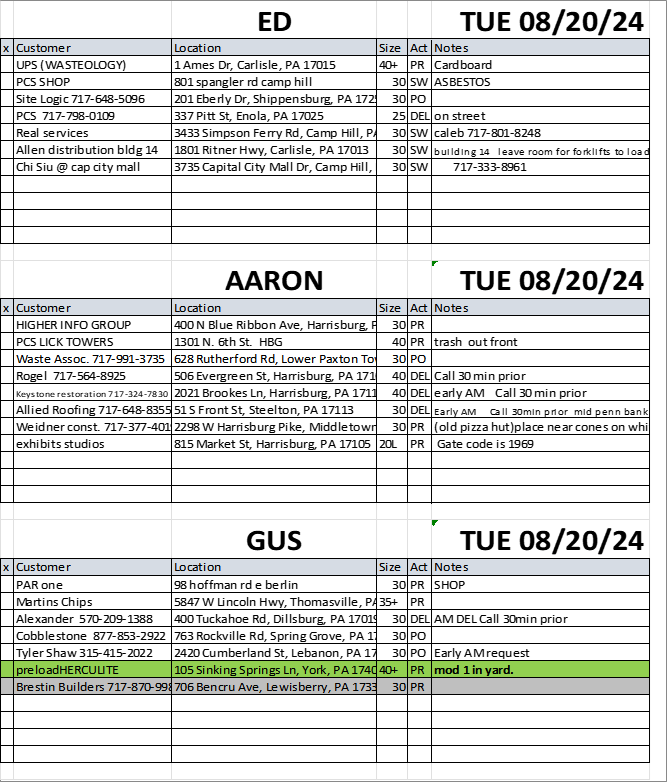 ED TUE 08/20/24
x Customer Location Size Act Notes
UPS (WASTEOLOGY) 1 Ames Dr, Carlisle, PA 17015 40+ PR Cardboard
PCS SHOP 801 spangler rd camp hill 30 SW ASBESTOS
Site Logic 717-648-5096 201 Eberly Dr, Shippensburg, PA 1725 30 PO
PCS 717-798-0109 337 Pitt St, Enola, PA 17025 25 DEL on street
Real services 3433 Simpson Ferry Rd, Camp Hill, PA 30 SW caleb 717-801-8248
Allen distribution bldg 14 1801 Ritner Hwy, Carlisle, PA 17013 30 SW building 14 leave room for forklifts to load
Chi Siu @ cap city mall 3735 Capital City Mall Dr, Camp Hill, 30 SW 717-333-8961
AARON TUE 08/20/24
x Customer Location Size Act Notes
HIGHER INFO GROUP 400 N Blue Ribbon Ave, Harrisburg, P 30 PR
PCS LICK TOWERS 1301 N. 6th St. HBG 40 PR trash out front
Waste Assoc. 717-991-3735 628 Rutherford Rd, Lower Paxton Tow 30 PO
Rogel 717-564-8925 506 Evergreen St, Harrisburg, PA 1710 40 DEL Call 30 min prior
Keystone restoration 717-324-7830 2021 Brookes Ln, Harrisburg, PA 1711 40 DEL early AM Call 30 min prior
Allied Roofing 717-648-8355 51 S Front St, Steelton, PA 17113 30 DEL Early AM Call 30min prior mid penn bank
Weidner const. 717-377-401 2298 W Harrisburg Pike, Middletown 30 PR (old pizza hut)place near cones on whi
exhibits studios 815 Market St, Harrisburg, PA 17105 20L PR Gate code is 1969
GUS TUE 08/20/24
x Customer Location Size Act Notes
PAR one 98 hoffman rd e berlin 30 PR SHOP
Martins Chips 5847 W Lincoln Hwy, Thomasville, PA 35+ PR
Alexander 570-209-1388 400 Tuckahoe Rd, Dillsburg, PA 17019 30 DEL AM DEL Call 30min prior
Cobblestone 877-853-2922 763 Rockville Rd, Spring Grove, PA 17 30 PO
Tyler Shaw 315-415-2022 2420 Cumberland St, Lebanon, PA 17 30 PO Early AM request
preloadHERCULITE 105 Sinking Springs Ln, York, PA 1740 40+ PR mod 1 in yard.
Brestin Builders 717-870-998 706 Bencru Ave, Lewisberry, PA 1733 30 PR